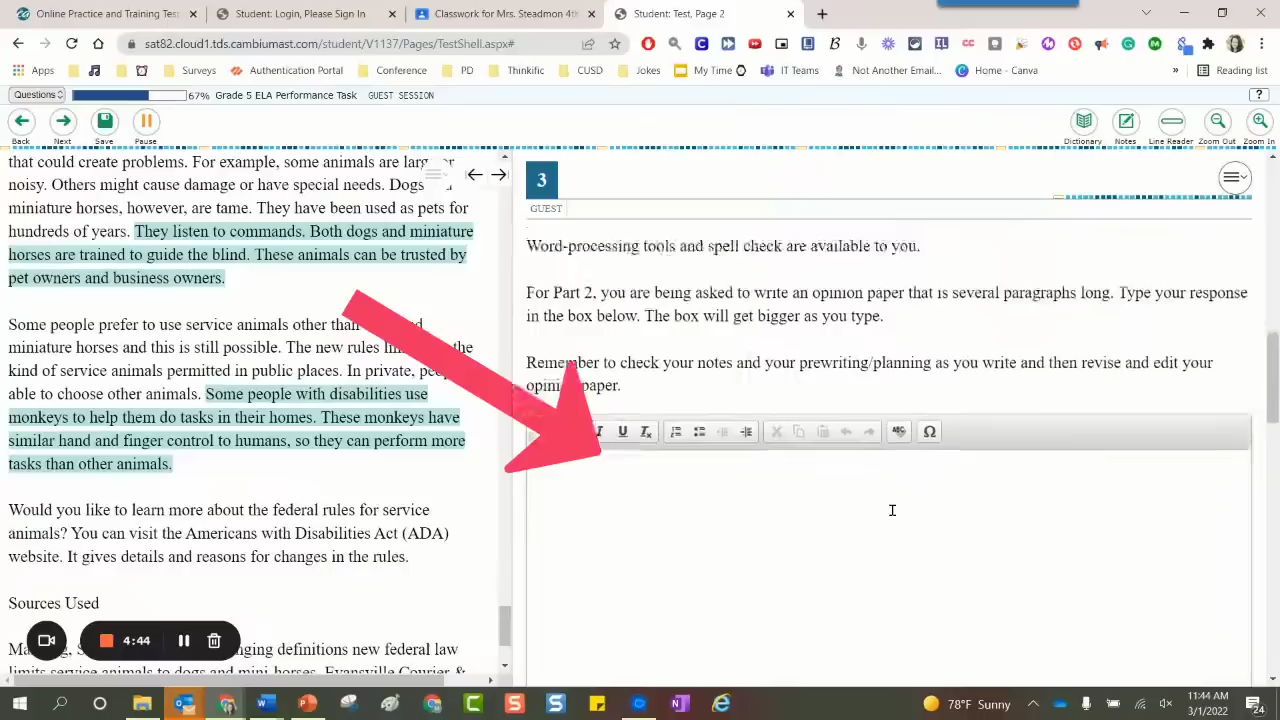 Online Practice and Training Test
Student: Login, Please Sign In
Classwork for Mrs. Stedmon 4th
Student: Test, Page 2
sat82.cloud1.tds.cambiumast.com/student/V1137/Pages/TestShell.aspx#
Apps
Surveys
Authentication Portal
Conference
PD
Thinkific
CUSD
Jokes
My Time
IT Teams
Not Another Email...
Home - Canva
»
Reading list
Questions
67%
Grade 5 ELA Performance Task
GUEST SESSION
?
Back
Next
Save
Pause
Dictionary
Notes
Line Reader
Zoom Out
Zoom In
that could create problems. For example, some animals are
noisy. Others might cause damage or have special needs. Dogs
miniature horses, however, are tame. They have been used as pets for
hundreds of years. They listen to commands. Both dogs and miniature
horses are trained to guide the blind. These animals can be trusted by
pet owners and business owners.
Some people prefer to use service animals other than
miniature horses and this is still possible. The new rules the
kind of service animals permitted in public places. In private,
able to choose other animals. Some people with disabilities use
monkeys to help them do tasks in their homes. These monkeys have
similar hand and finger control to humans, so they can perform more
tasks than other animals.
Would you like to learn more about the federal rules for service
animals? You can visit the Americans with Disabilities Act (ADA)
website. It gives details and reasons for changes in the rules.
Sources Used
nging definitions new federal law
limits service animals to dogs and mini-horses. Evansville Courier &
4:44
3
GUEST
Word-processing tools and spell check are available to you.
For Part 2, you are being asked to write an opinion paper that is several paragraphs long. Type your response
in the box below. The box will get bigger as you type.
Remember to check your notes and your prewriting/planning as you write and then revise and edit your
opinion paper.
I U Tx
ABC
Ω
78°F Sunny
11:44 AM
3/1/2022
24